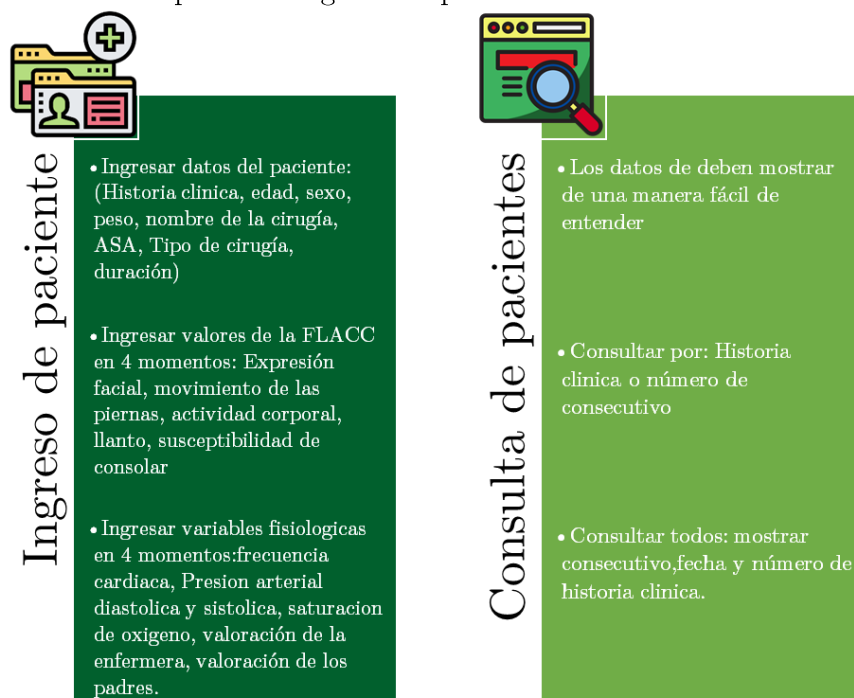 Ingreso de paciente
• Ingresar datos del paciente:
(Historia clinica, edad, sexo,
peso, nombre de la cirugía,
ASA, Tipo de cirugía,
duración)
• Ingresar valores de la FLACC
en 4 momentos: Expresión
facial, movimiento de las
piernas, actividad corporal,
llanto, susceptibilidad de
consolar
• Ingresar variables fisiologicas
en 4 momentos:frecuencia
cardiaca, Presion arterial
diastolica y sistolica, saturacion
de oxigeno, valoración de la
enfermera, valoración de los
padres.
Consulta de pacientes
• Los datos de deben mostrar
de una manera fácil de
entender
• Consultar por: Historia
clinica o número de
consecutivo
• Consultar todos: mostrar
consecutivo,fecha y número de
historia clinica.